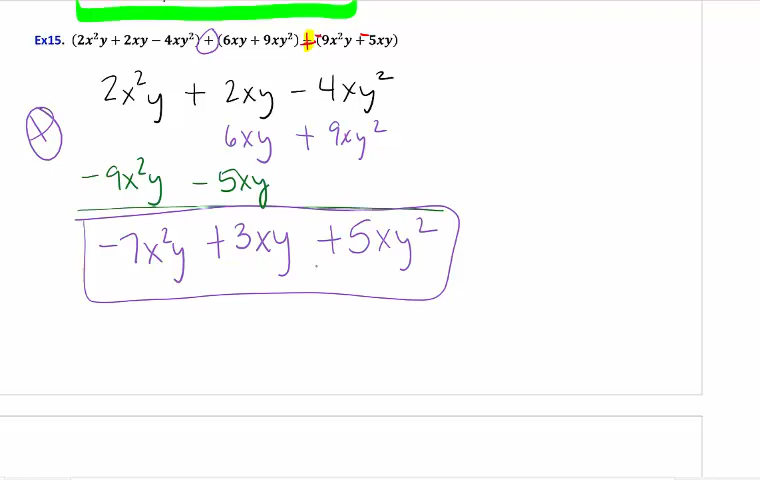 Ex15. (2x²y + 2xy − 4xy²) + (6xy + 9xy²) + (⁻9x²y + ⁻5xy)
2x²y + 2xy − 4xy²
+ 6xy + 9xy²
−9x²y − 5xy
−7x²y + 3xy + 5xy²